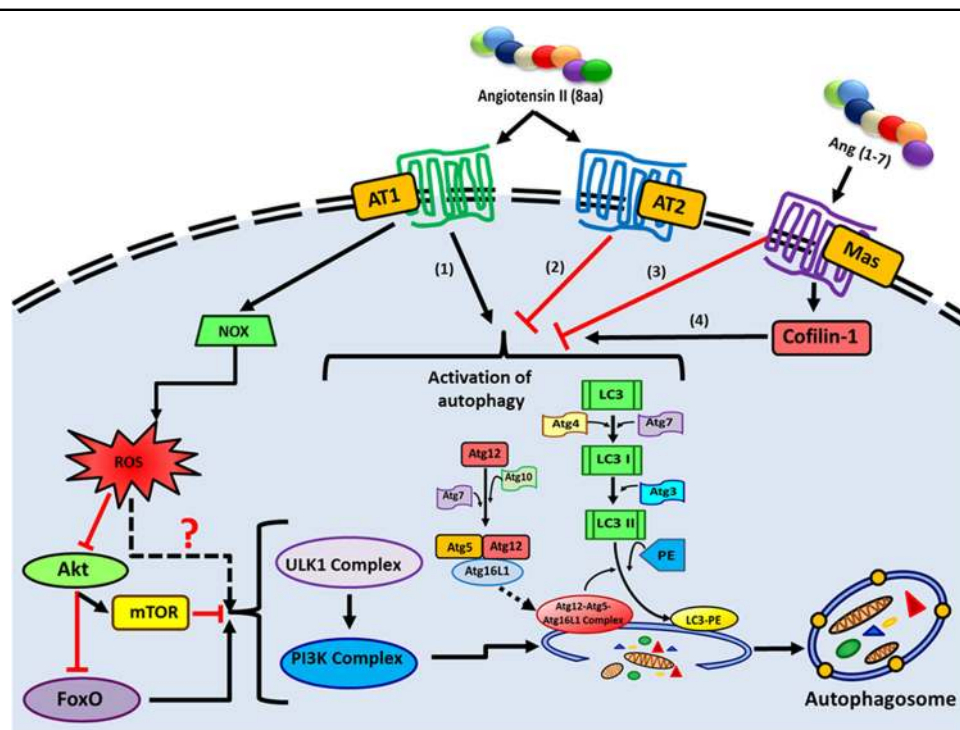 Angiotensin II (8aa)
Ang (1-7)
AT1
AT2
Mas
(1)
(2)
(3)
(4)
NOX
Cofilin-1
Activation of
autophagy
LC3
Atg4
Atg7
ROS
Atg12
LC3 I
Atg7
Atg10
Atg3
?
LC3 II
Atg5
Atg12
PE
Akt
ULK1 Complex
Atg16L1
mTOR
Atg12-Atg5-
Atg16L1 Complex
LC3-PE
PI3K Complex
FoxO
Autophagosome